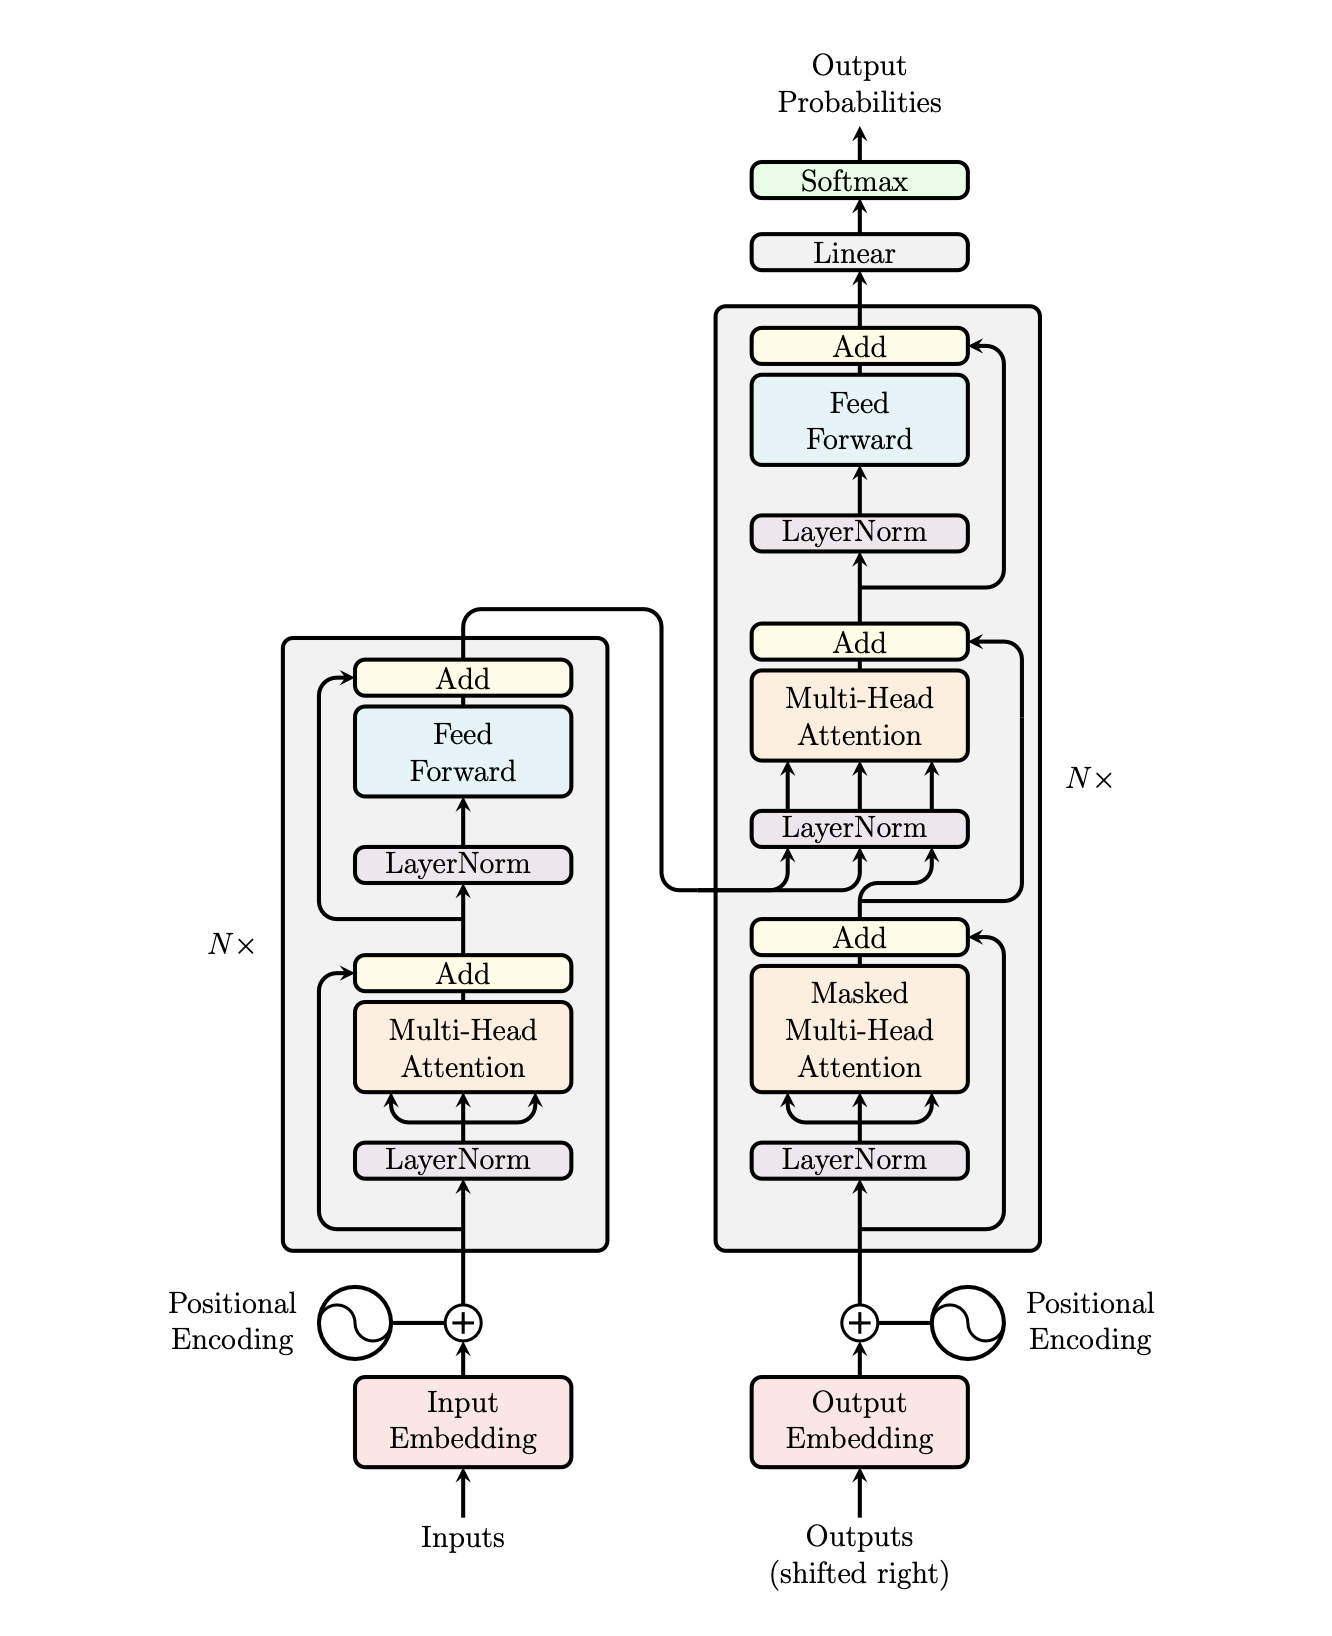 Output
Probabilities
Softmax
Linear
Add
Feed
Forward
LayerNorm
Add
Multi-Head
Attention
LayerNorm
Add
Masked
Multi-Head
Attention
LayerNorm
N×
Add
Feed
Forward
LayerNorm
Add
Multi-Head
Attention
LayerNorm
N×
Positional
Encoding
Input
Embedding
Inputs
Positional
Encoding
Output
Embedding
Outputs
(shifted right)